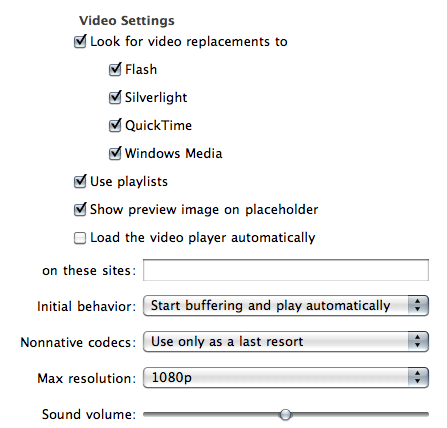 Video Settings
Look for video replacements to
Flash
Silverlight
QuickTime
Windows Media
Use playlists
Show preview image on placeholder
Load the video player automatically
on these sites:
Initial behavior: Start buffering and play automatically
Nonnative codecs: Use only as a last resort
Max resolution: 1080p
Sound volume: